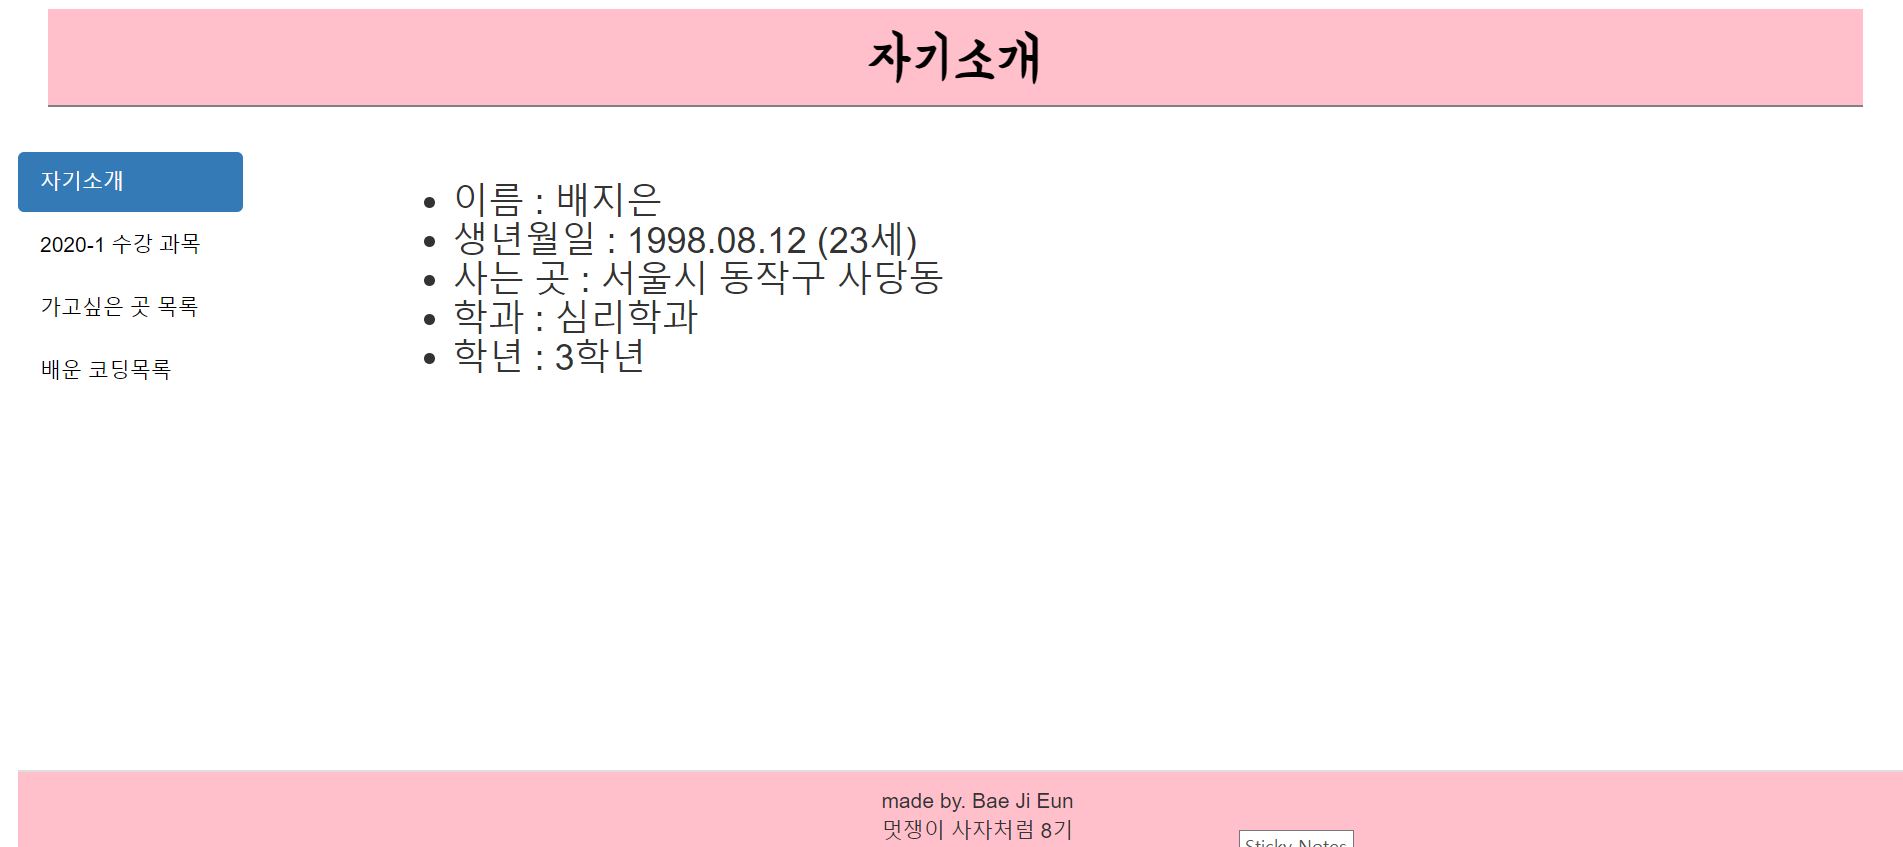 자기소개
자기소개
2020-1 수강 과목
가고싶은 곳 목록
배운 코딩목록
이름 : 배지은
생년월일 : 1998.08.12 (23세)
사는 곳 : 서울시 동작구 사당동
학과 : 심리학과
학년 : 3학년
made by. Bae Ji Eun
멋쟁이 사자처럼 8기
Sticky Notes